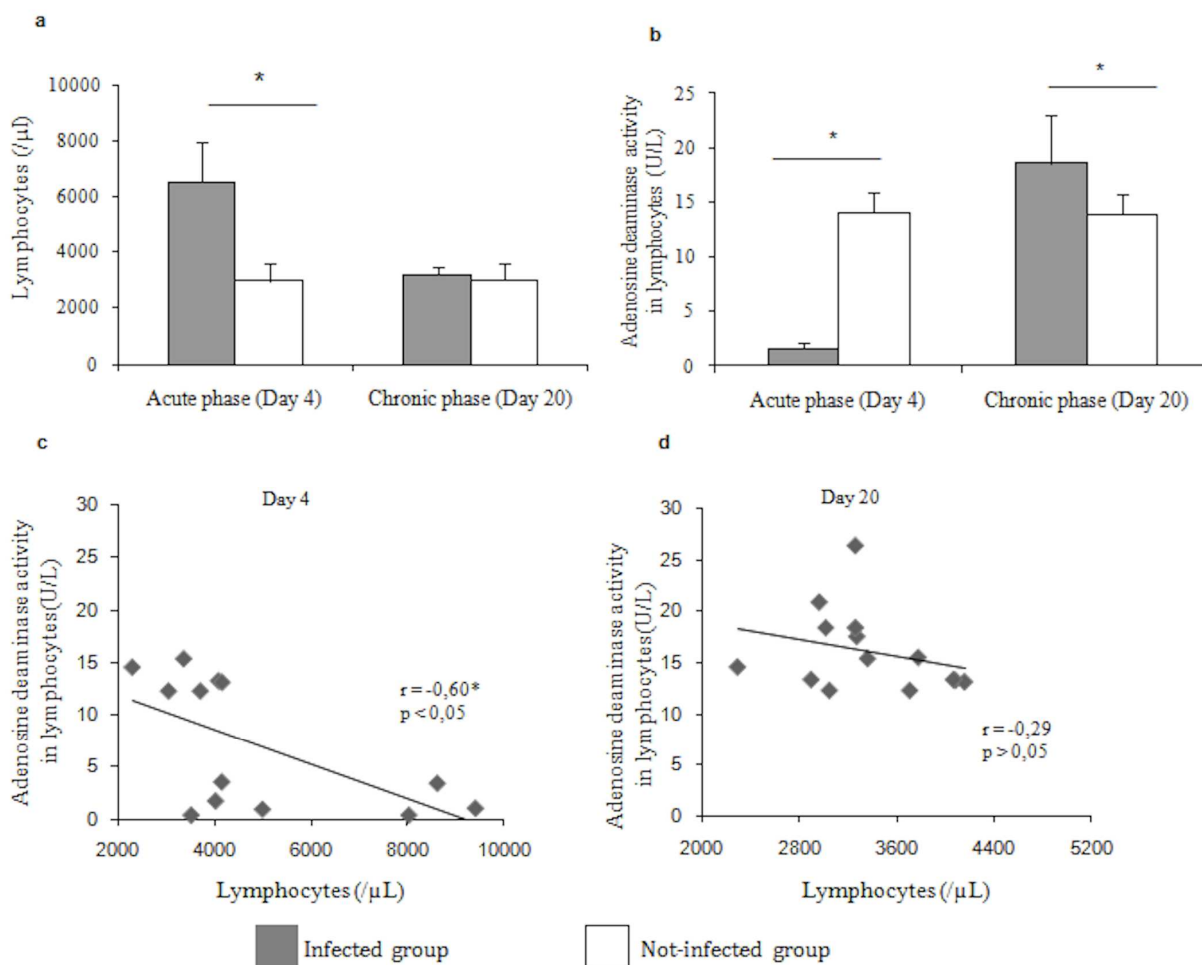 a
*
10000
8000
6000
4000
2000
0
Lymphocytes (/µl)
Acute phase (Day 4)
Chronic phase (Day 20)
b
*
*
25
20
15
10
5
0
Adenosine deaminase activity
in lymphocytes (U/L)
Acute phase (Day 4)
Chronic phase (Day 20)
c
Day 4
30
25
20
15
10
5
0
Adenosine deaminase activity
in lymphocytes(U/L)
r = -0,60*
p < 0,05
2000
4000
6000
8000
10000
Lymphocytes (/µL)
d
Day 20
30
25
20
15
10
5
0
Adenosine deaminase activity
in lymphocytes(U/L)
r = -0,29
p > 0,05
2000
2800
3600
4400
5200
Lymphocytes (/µL)
Infected group
Not-infected group